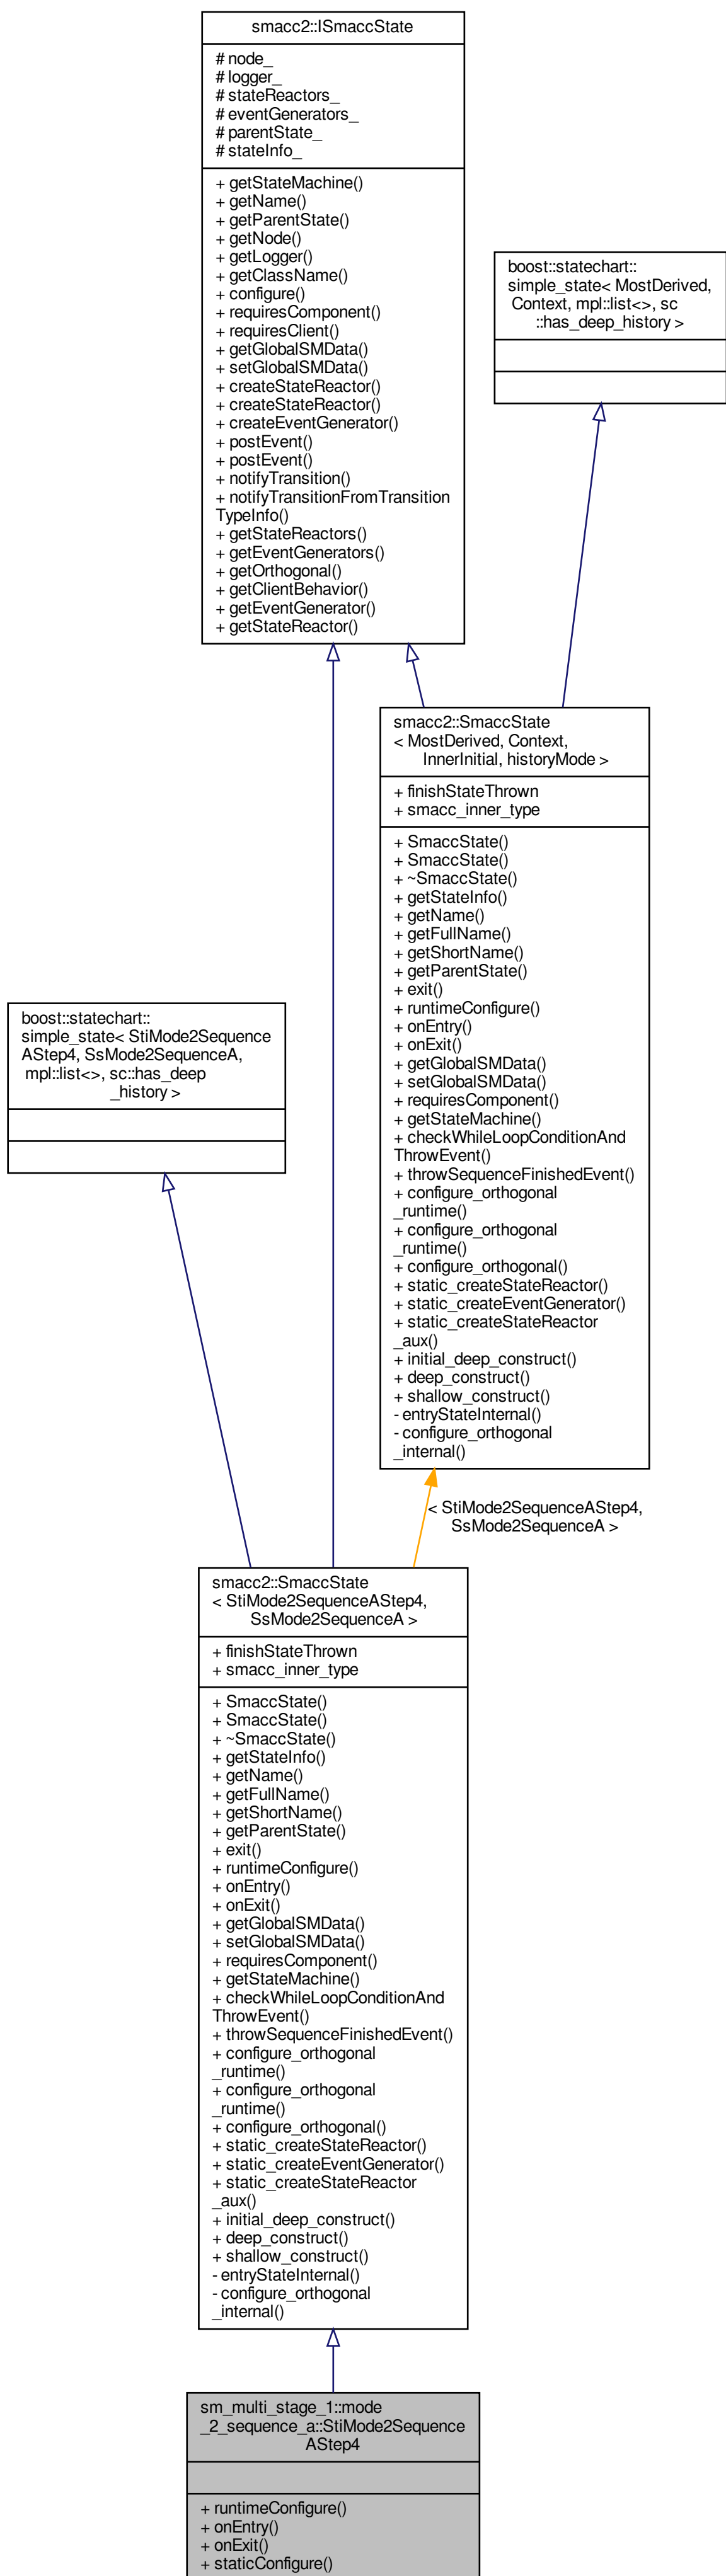 smacc2::ISmaccState
# node_
# logger_
# stateReactors_
# eventGenerators_
# parentState_
# stateInfo_
+ getStateMachine()
+ getName()
+ getParentState()
+ getNode()
+ getLogger()
+ getClassName()
+ configure()
+ requiresComponent()
+ requiresClient()
+ getGlobalSMData()
+ setGlobalSMData()
+ createStateReactor()
+ createStateReactor()
+ createEventGenerator()
+ postEvent()
+ postEvent()
+ notifyTransition()
+ notifyTransitionFromTransition
TypeInfo()
+ getStateReactors()
+ getEventGenerators()
+ getOrthogonal()
+ getClientBehavior()
+ getEventGenerator()
+ getStateReactor()
boost::statechart::
simple_state< MostDerived,
Context, mpl::list<>, sc
::has_deep_history >
smacc2::SmaccState
< MostDerived, Context,
InnerInitial, historyMode >
+ finishStateThrown
+ smacc_inner_type
+ SmaccState()
+ SmaccState()
+ ~SmaccState()
+ getStateInfo()
+ getName()
+ getFullName()
+ getShortName()
+ getParentState()
+ exit()
+ runtimeConfigure()
+ onEntry()
+ onExit()
+ getGlobalSMData()
+ setGlobalSMData()
+ requiresComponent()
+ getStateMachine()
+ checkWhileLoopConditionAnd
ThrowEvent()
+ throwSequenceFinishedEvent()
+ configure_orthogonal
_runtime()
+ configure_orthogonal
_runtime()
+ configure_orthogonal()
+ static_createStateReactor()
+ static_createEventGenerator()
+ static_createStateReactor
_aux()
+ initial_deep_construct()
+ deep_construct()
+ shallow_construct()
- entryStateInternal()
- configure_orthogonal
_internal()
boost::statechart::
simple_state< StiMode2Sequence
AStep4, SsMode2SequenceA,
mpl::list<>, sc::has_deep
_history >
< StiMode2SequenceAStep4,
SsMode2SequenceA >
smacc2::SmaccState
< StiMode2SequenceAStep4,
SsMode2SequenceA >
+ finishStateThrown
+ smacc_inner_type
+ SmaccState()
+ SmaccState()
+ ~SmaccState()
+ getStateInfo()
+ getName()
+ getFullName()
+ getShortName()
+ getParentState()
+ exit()
+ runtimeConfigure()
+ onEntry()
+ onExit()
+ getGlobalSMData()
+ setGlobalSMData()
+ requiresComponent()
+ getStateMachine()
+ checkWhileLoopConditionAnd
ThrowEvent()
+ throwSequenceFinishedEvent()
+ configure_orthogonal
_runtime()
+ configure_orthogonal
_runtime()
+ configure_orthogonal()
+ static_createStateReactor()
+ static_createEventGenerator()
+ static_createStateReactor
_aux()
+ initial_deep_construct()
+ deep_construct()
+ shallow_construct()
- entryStateInternal()
- configure_orthogonal
_internal()
sm_multi_stage_1::mode
_2_sequence_a::StiMode2Sequence
AStep4
+ runtimeConfigure()
+ onEntry()
+ onExit()
+ staticConfigure()